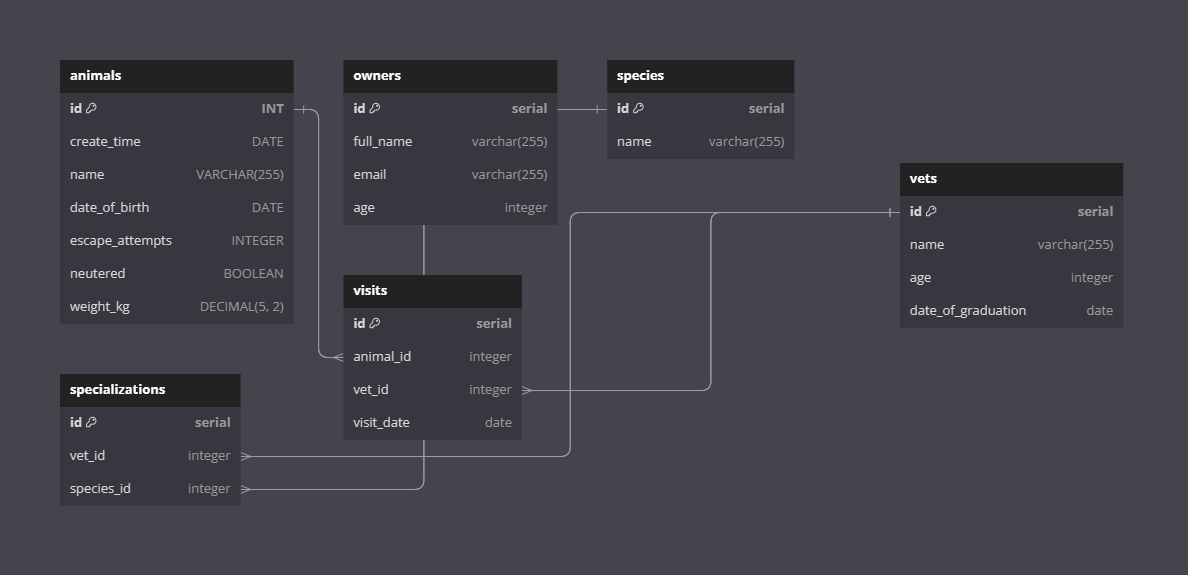 animals
id INT
create_time DATE
name VARCHAR(255)
date_of_birth DATE
escape_attempts INTEGER
neutered BOOLEAN
weight_kg DECIMAL(5, 2)
owners
id serial
full_name varchar(255)
email varchar(255)
age integer
species
id serial
name varchar(255)
vets
id serial
name varchar(255)
age integer
date_of_graduation date
visits
id serial
animal_id integer
vet_id integer
visit_date date
specializations
id serial
vet_id integer
species_id integer